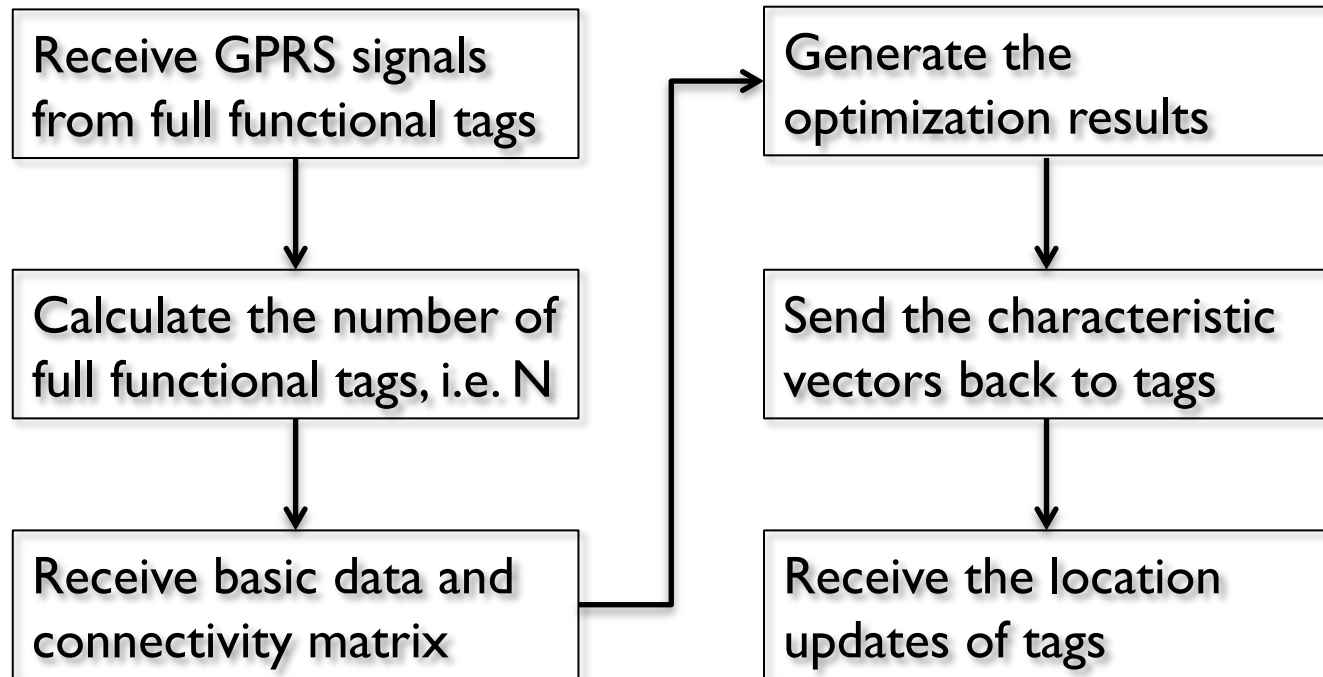 Receive GPRS signals
from full functional tags
Calculate the number of
full functional tags, i.e. N
Receive basic data and
connectivity matrix
Generate the
optimization results
Send the characteristic
vectors back to tags
Receive the location
updates of tags